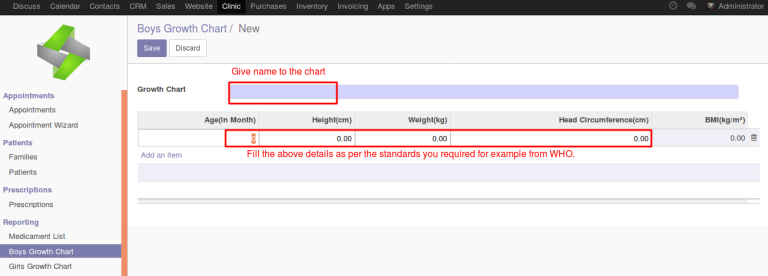 Discuss Calendar Contacts CRM Sales Website Clinic Purchases Inventory Invoicing Apps Settings Administrator
Boys Growth Chart / New
Save Discard
Give name to the chart
Growth Chart
Age(In Month) Height(cm) Weight(kg) Head Circumference(cm) BMI(kg/m²)
0.00 0.00 0.00 0.00
Add an item
Fill the above details as per the standards you required for example from WHO.
Appointments
Appointments
Appointment Wizard
Patients
Families
Patients
Prescriptions
Prescriptions
Reporting
Medicament List
Boys Growth Chart
Girls Growth Chart